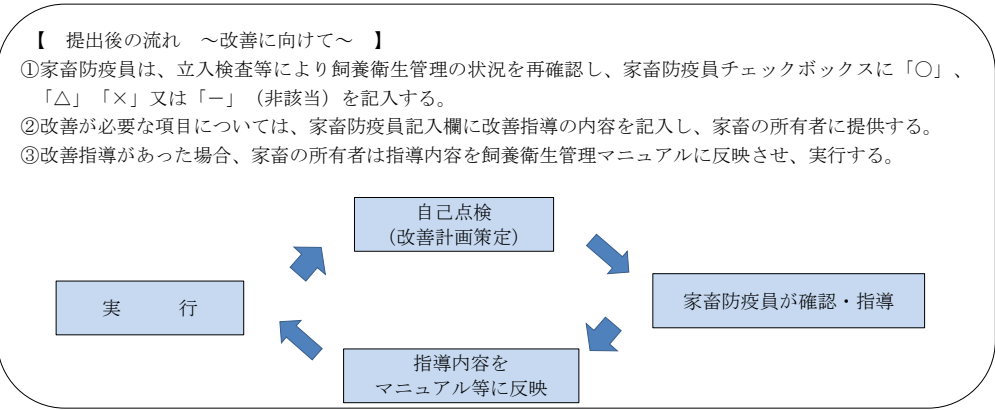 【　提出後の流れ　～改善に向けて～　】
①家畜防疫員は、立入検査等により飼養衛生管理の状況を再確認し、家畜防疫員チェックボックスに「○」、
「△」「×」又は「－」（非該当）を記入する。
②改善が必要な項目については、家畜防疫員記入欄に改善指導の内容を記入し、家畜の所有者に提供する。
③改善指導があった場合、家畜の所有者は指導内容を飼養衛生管理マニュアルに反映させ、実行する。
自己点検
（改善計画策定）
家畜防疫員が確認・指導
実　　　行
指導内容を
マニュアル等に反映